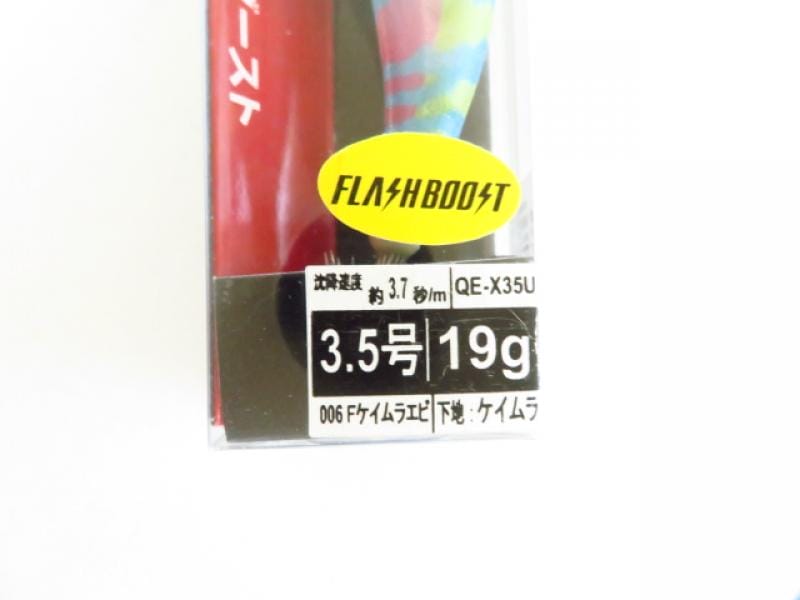 ブースト
FLASHBOOST
沈降速度 約3.7秒/m QE-X35U
3.5号 19g
006 Fケイムラエビ 下地:ケイムラ